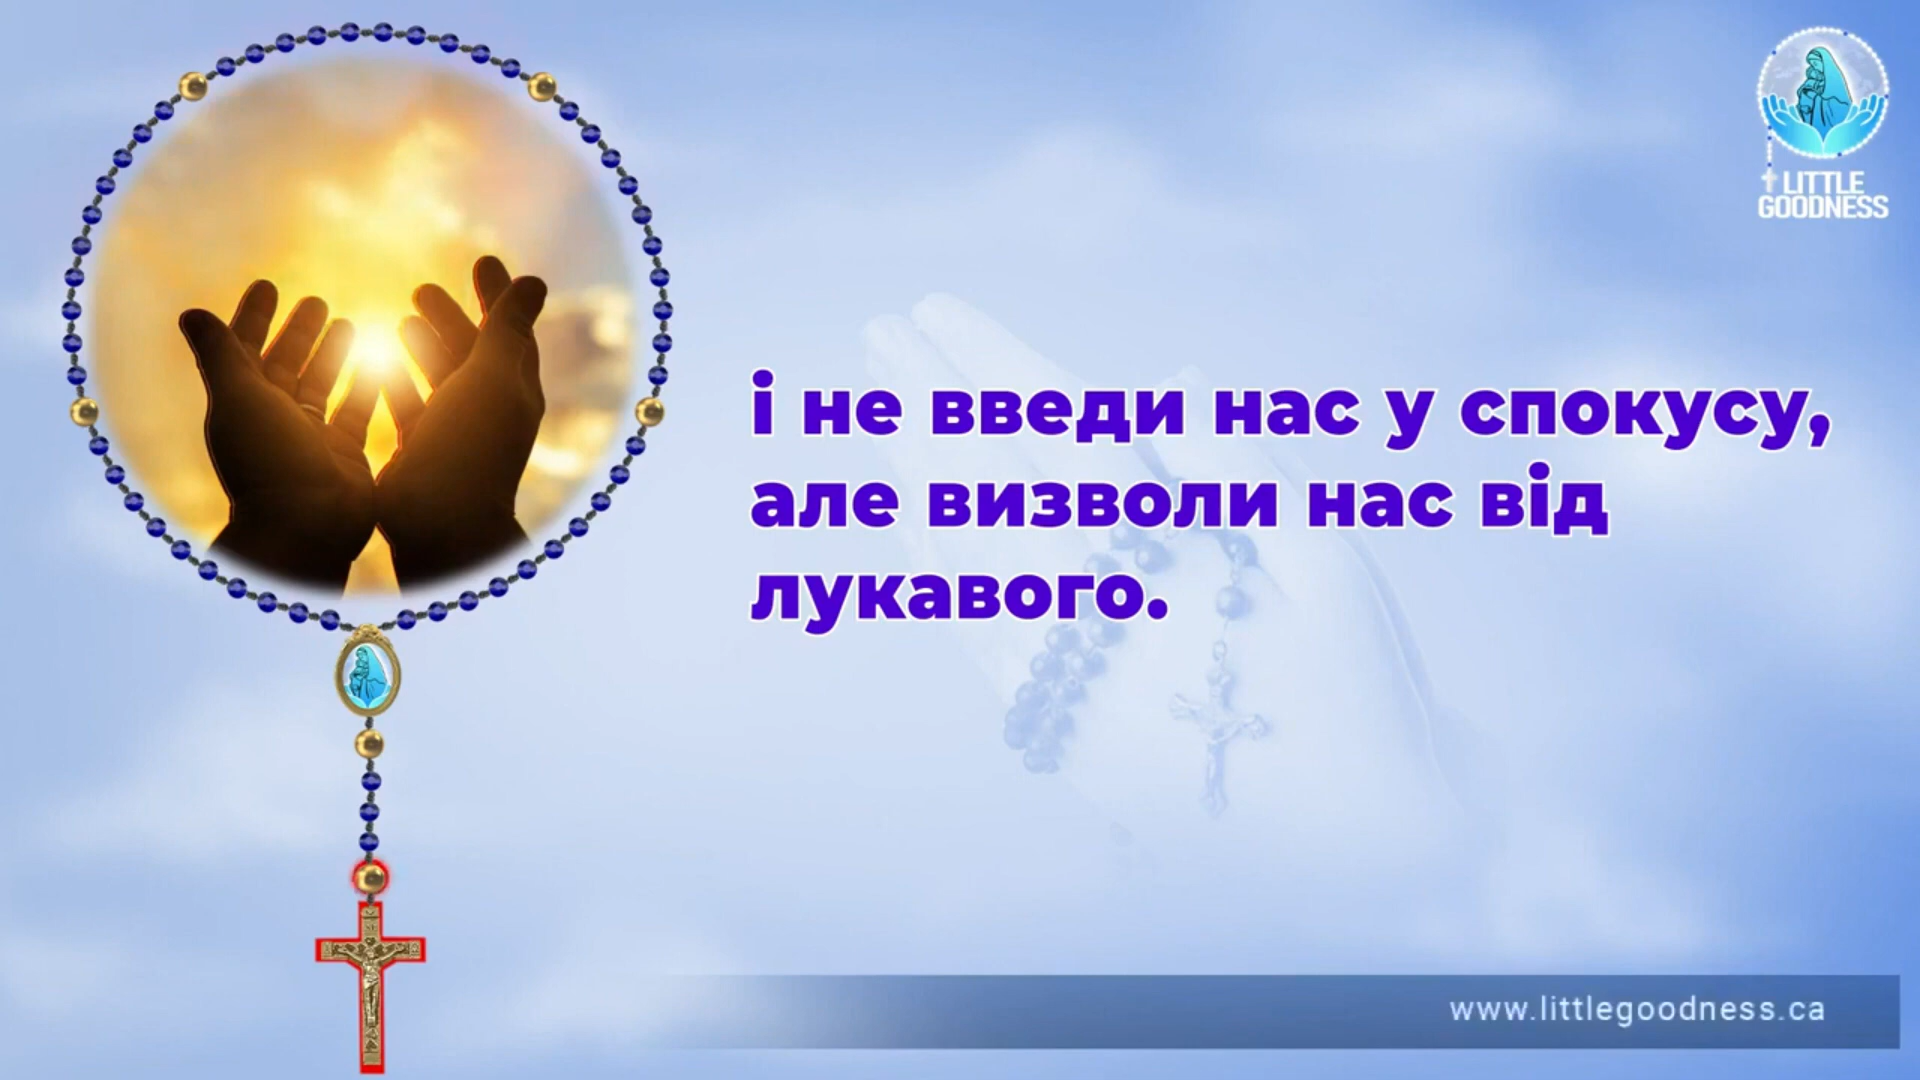 LITTLE
GOODNESS
і не введи нас у спокусу,
але визволи нас від
лукавого.
www.littlegoodness.ca